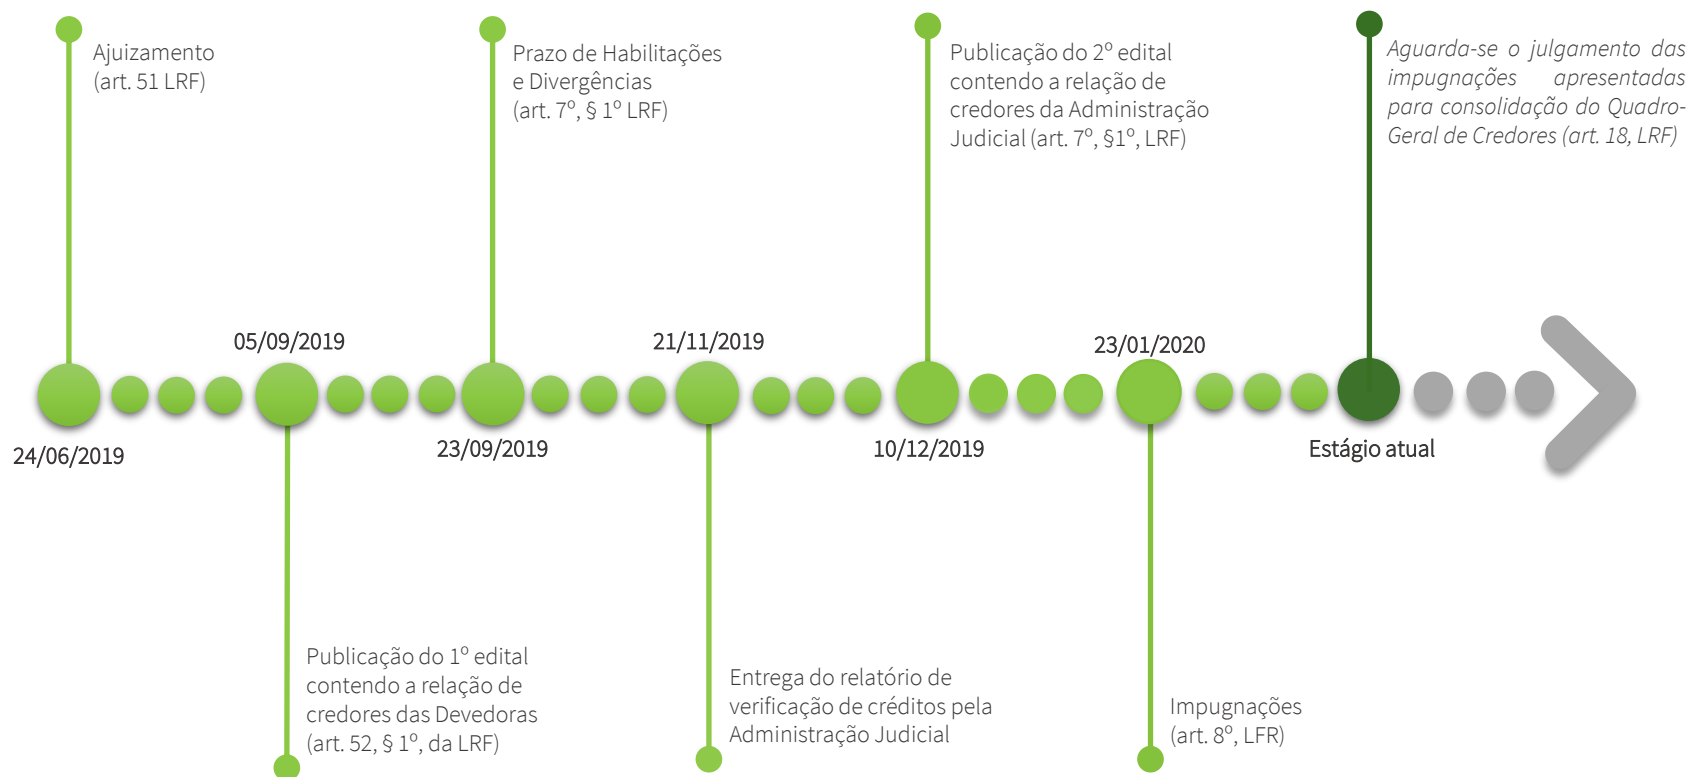 Ajuizamento
(art. 51 LRF)
24/06/2019
05/09/2019
Publicação do 1º edital
contendo a relação de
credores das Devedoras
(art. 52, § 1º, da LRF)
Prazo de Habilitações
e Divergências
(art. 7º, § 1º LRF)
23/09/2019
21/11/2019
Entrega do relatório de
verificação de créditos pela
Administração Judicial
Publicação do 2º edital
contendo a relação de
credores da Administração
Judicial (art. 7º, §1º, LRF)
10/12/2019
23/01/2020
Impugnações
(art. 8º, LFR)
Aguarda-se o julgamento das
impugnações apresentadas
para consolidação do Quadro-
Geral de Credores (art. 18, LRF)
Estágio atual